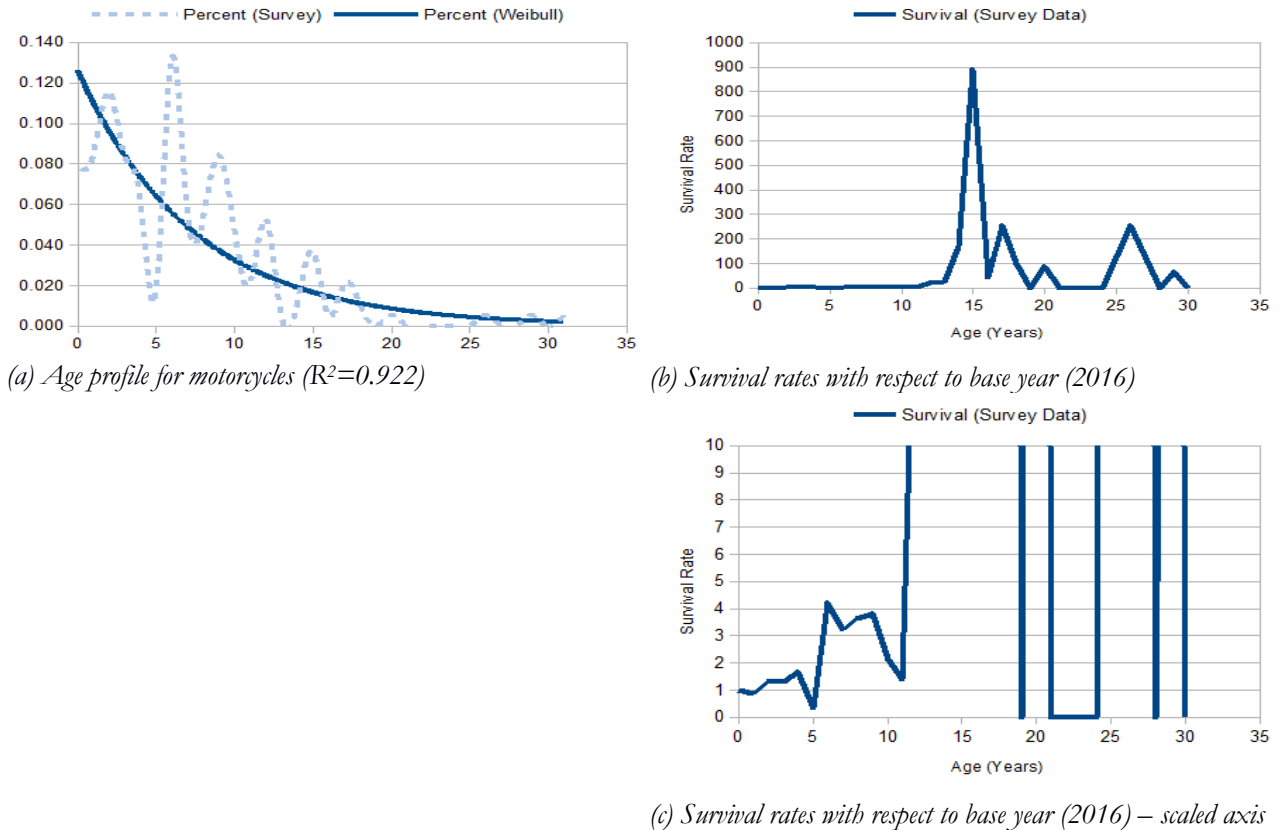 Percent (Survey) Percent (Weibull)
0.140
0.120
0.100
0.080
0.060
0.040
0.020
0.000
0 5 10 15 20 25 30 35
(a) Age profile for motorcycles (R²=0.922)
Survival (Survey Data)
1000
900
800
700
600
500
400
300
200
100
0
Survival Rate
0 5 10 15 20 25 30 35
Age (Years)
(b) Survival rates with respect to base year (2016)
Survival (Survey Data)
10
9
8
7
6
5
4
3
2
1
0
Survival Rate
0 5 10 15 20 25 30 35
Age (Years)
(c) Survival rates with respect to base year (2016) – scaled axis